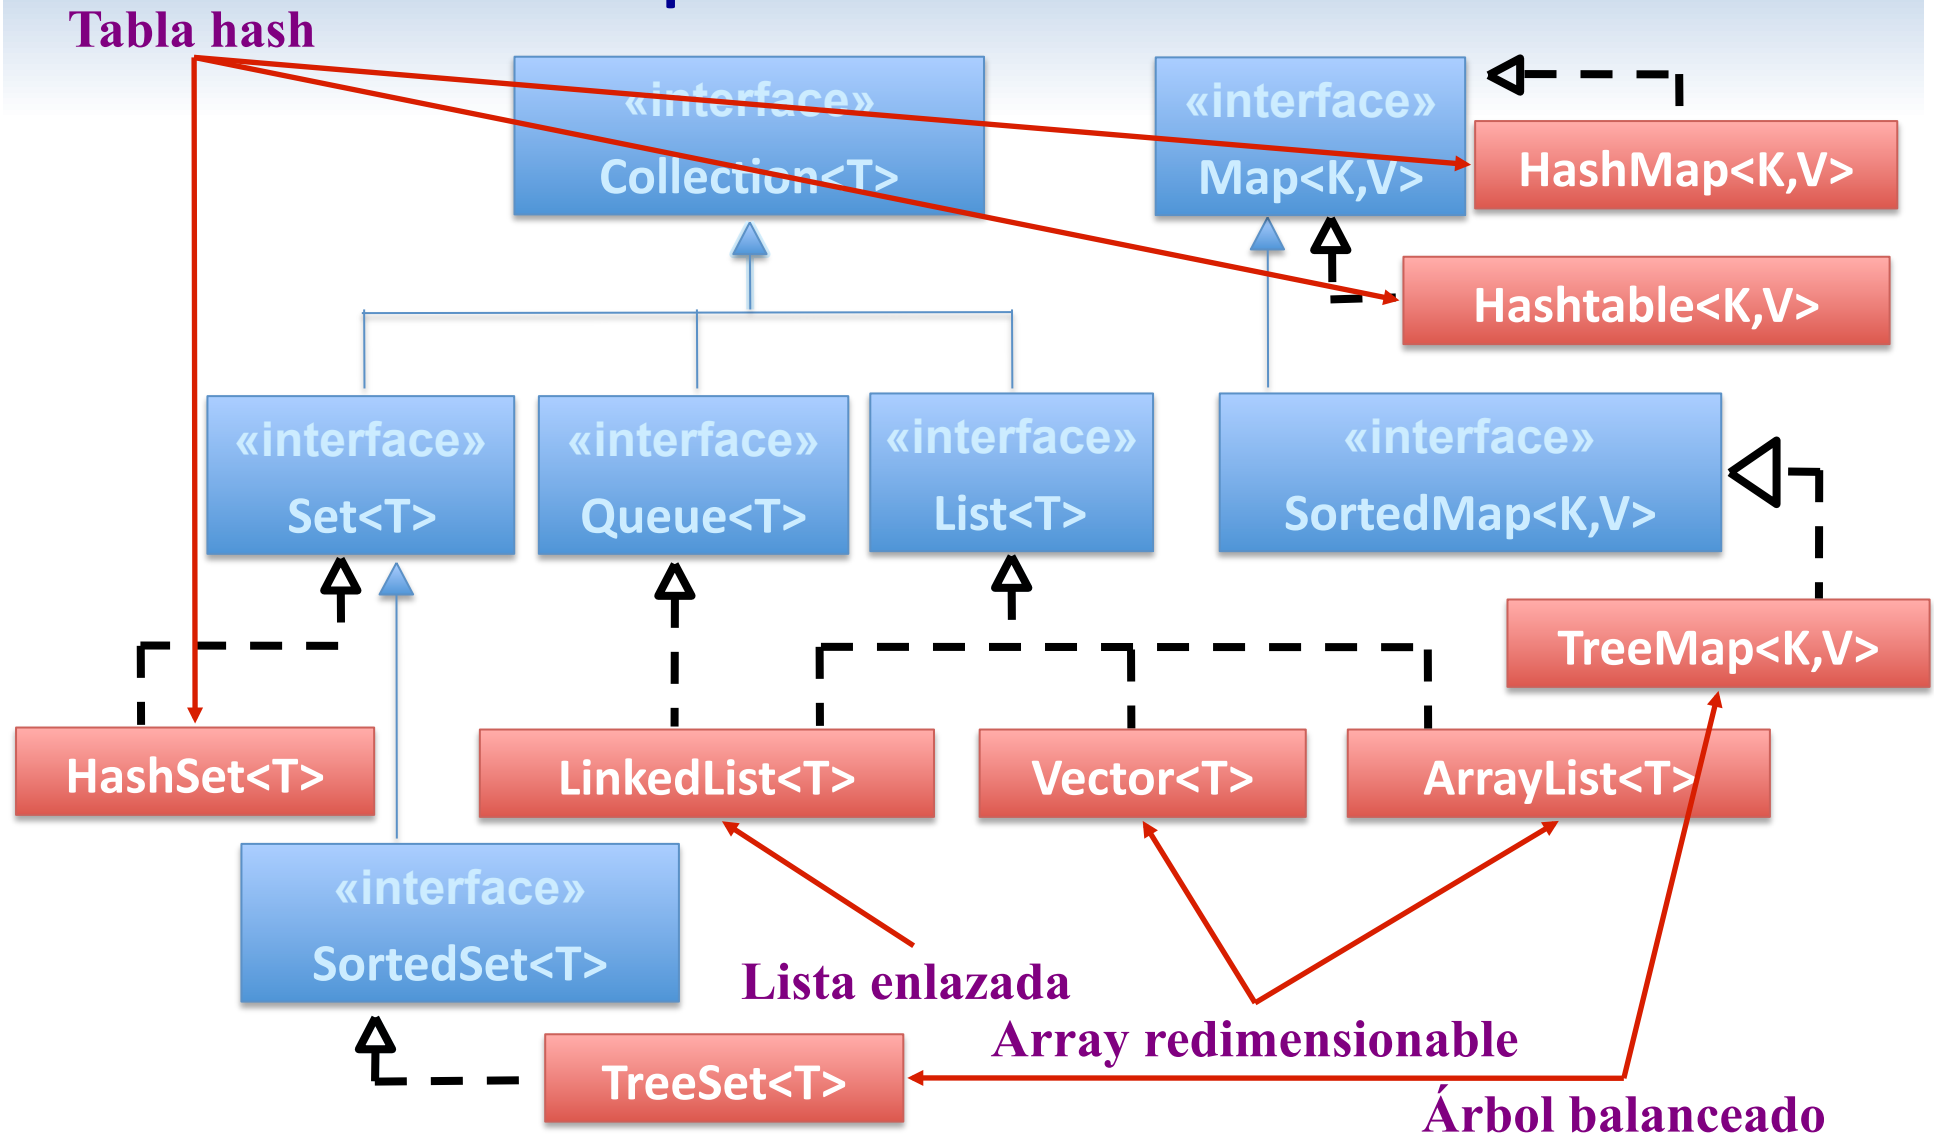 Tabla hash
«interface»
Collection<T>
«interface»
Map<K,V>
HashMap<K,V>
Hashtable<K,V>
«interface»
Set<T>
«interface»
Queue<T>
«interface»
List<T>
«interface»
SortedMap<K,V>
TreeMap<K,V>
HashSet<T>
LinkedList<T>
Vector<T>
ArrayList<T>
«interface»
SortedSet<T>
Lista enlazada
Array redimensionable
TreeSet<T>
Árbol balanceado